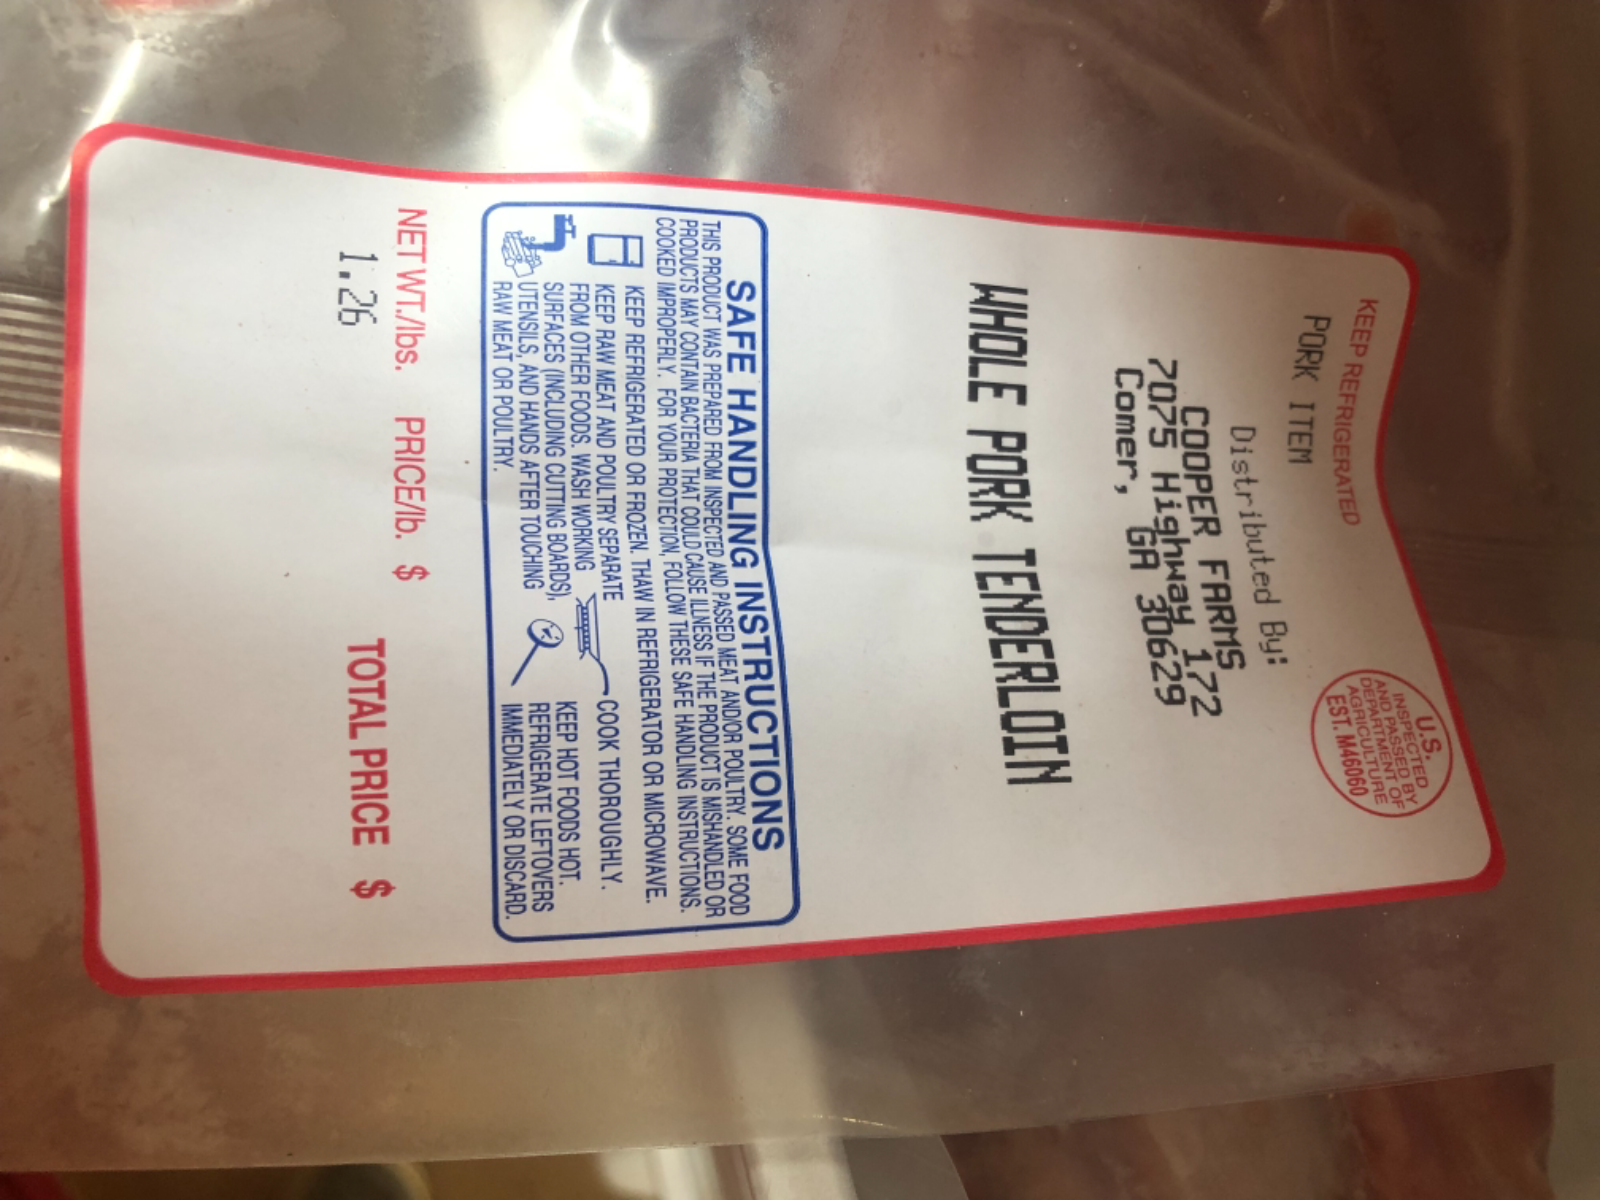 KEEP REFRIGERATED
PORK ITEM
U.S.
INSPECTED
AND PASSED BY
DEPARTMENT OF
AGRICULTURE
EST. M46060
Distributed By:
COOPER FARMS
7075 Highway 172
Comer, GA 30629
WHOLE PORK TENDERLOIN
SAFE HANDLING INSTRUCTIONS
THIS PRODUCT WAS PREPARED FROM INSPECTED AND PASSED MEAT AND/OR POULTRY. SOME FOOD
PRODUCTS MAY CONTAIN BACTERIA THAT COULD CAUSE ILLNESS IF THE PRODUCT IS MISHANDLED OR
COOKED IMPROPERLY. FOR YOUR PROTECTION, FOLLOW THESE SAFE HANDLING INSTRUCTIONS.
KEEP REFRIGERATED OR FROZEN. THAW IN REFRIGERATOR OR MICROWAVE.
KEEP RAW MEAT AND POULTRY SEPARATE
FROM OTHER FOODS. WASH WORKING
SURFACES (INCLUDING CUTTING BOARDS),
UTENSILS, AND HANDS AFTER TOUCHING
RAW MEAT OR POULTRY.
COOK THOROUGHLY.
KEEP HOT FOODS HOT.
REFRIGERATE LEFTOVERS
IMMEDIATELY OR DISCARD.
NET WT./lbs. PRICE/lb. $
1.26
TOTAL PRICE $